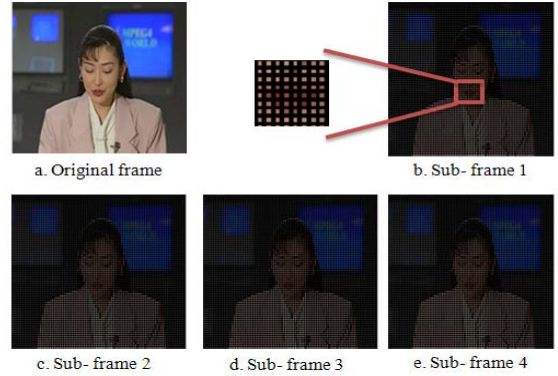 MPEG4
WORLD
a. Original frame
b. Sub- frame 1
c. Sub- frame 2
d. Sub- frame 3
e. Sub- frame 4